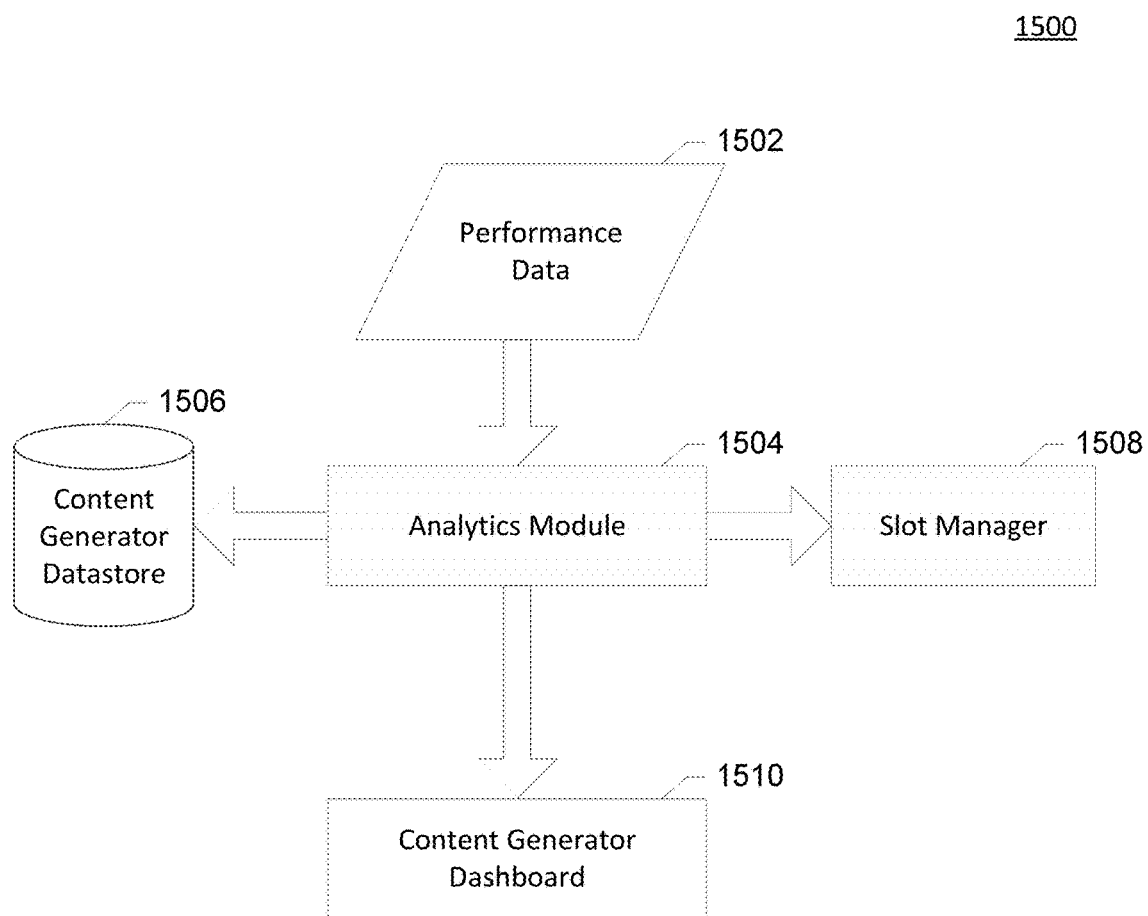 1500
1502
Performance
Data
1506
1504
1508
Content
Generator
Datastore
Analytics Module
Slot Manager
1510
Content Generator
Dashboard